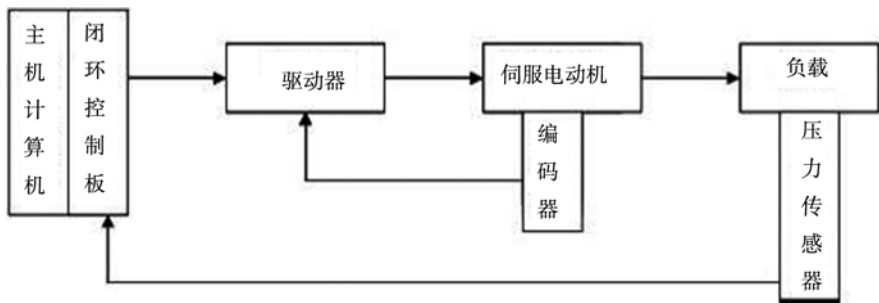 主机计算机
闭环控制板
驱动器
伺服电动机
负载
编码器
压力传感器